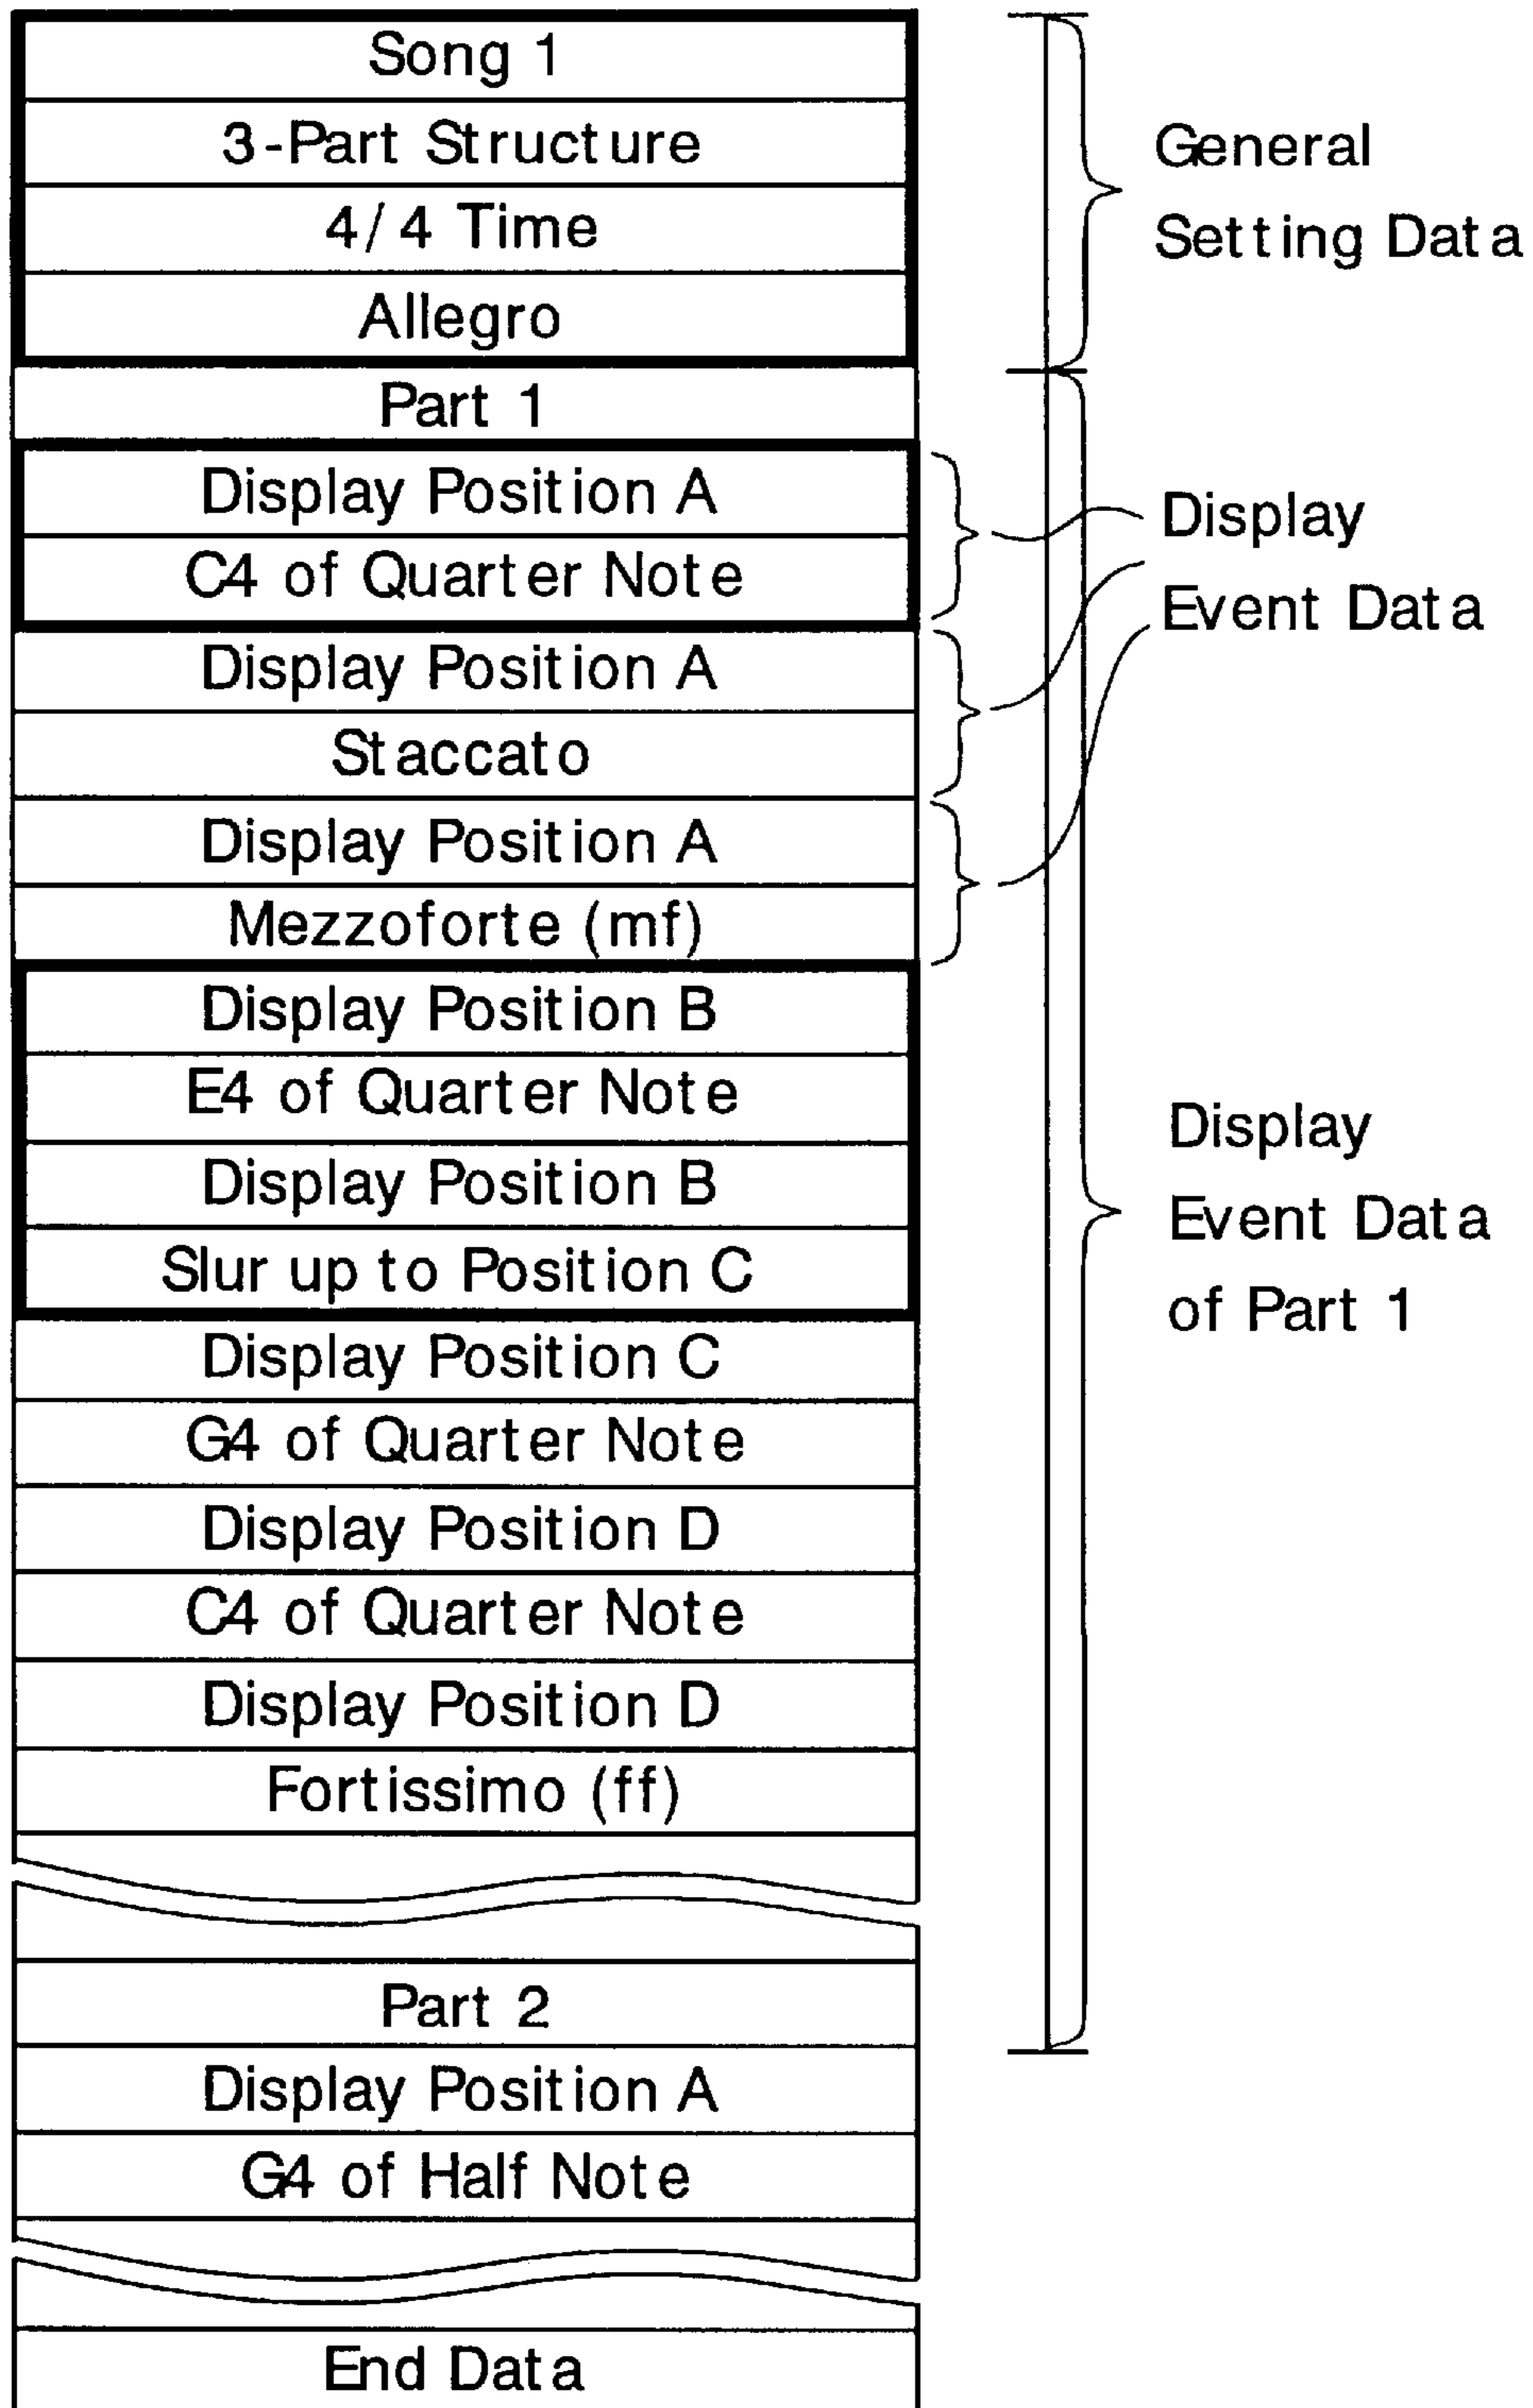 Song 1
3-Part Structure
4/4 Time
Allegro
Part 1
Display Position A
C4 of Quarter Note
Display Position A
Staccato
Display Position A
Mezzoforte (mf)
Display Position B
E4 of Quarter Note
Display Position B
Slur up to Position C
Display Position C
G4 of Quarter Note
Display Position D
C4 of Quarter Note
Display Position D
Fortissimo (ff)
Part 2
Display Position A
G4 of Half Note
End Data
General
Setting Data
Display
Event Data
Display
Event Data
of Part 1